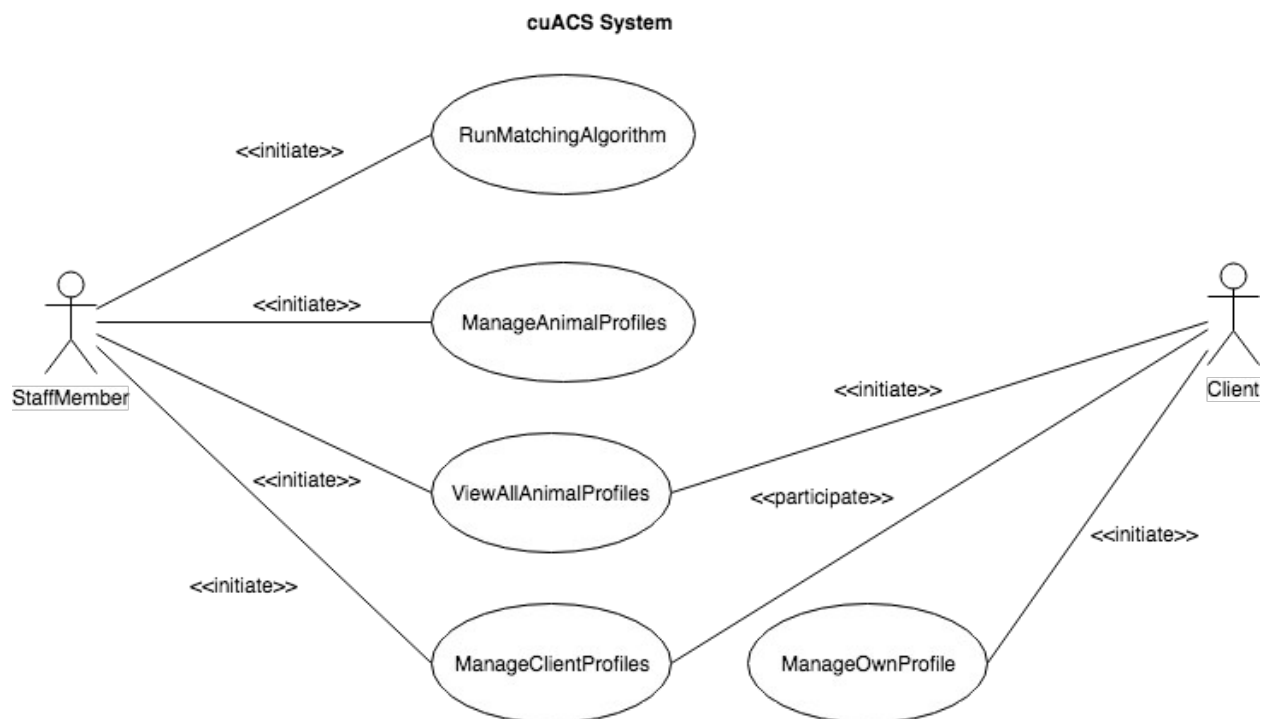 cuACS System
RunMatchingAlgorithm
<<initiate>>
<<initiate>>
ManageAnimalProfiles
StaffMember
Client
<<initiate>>
<<initiate>>
ViewAllAnimalProfiles
<<participate>>
<<initiate>>
<<initiate>>
ManageClientProfiles
ManageOwnProfile